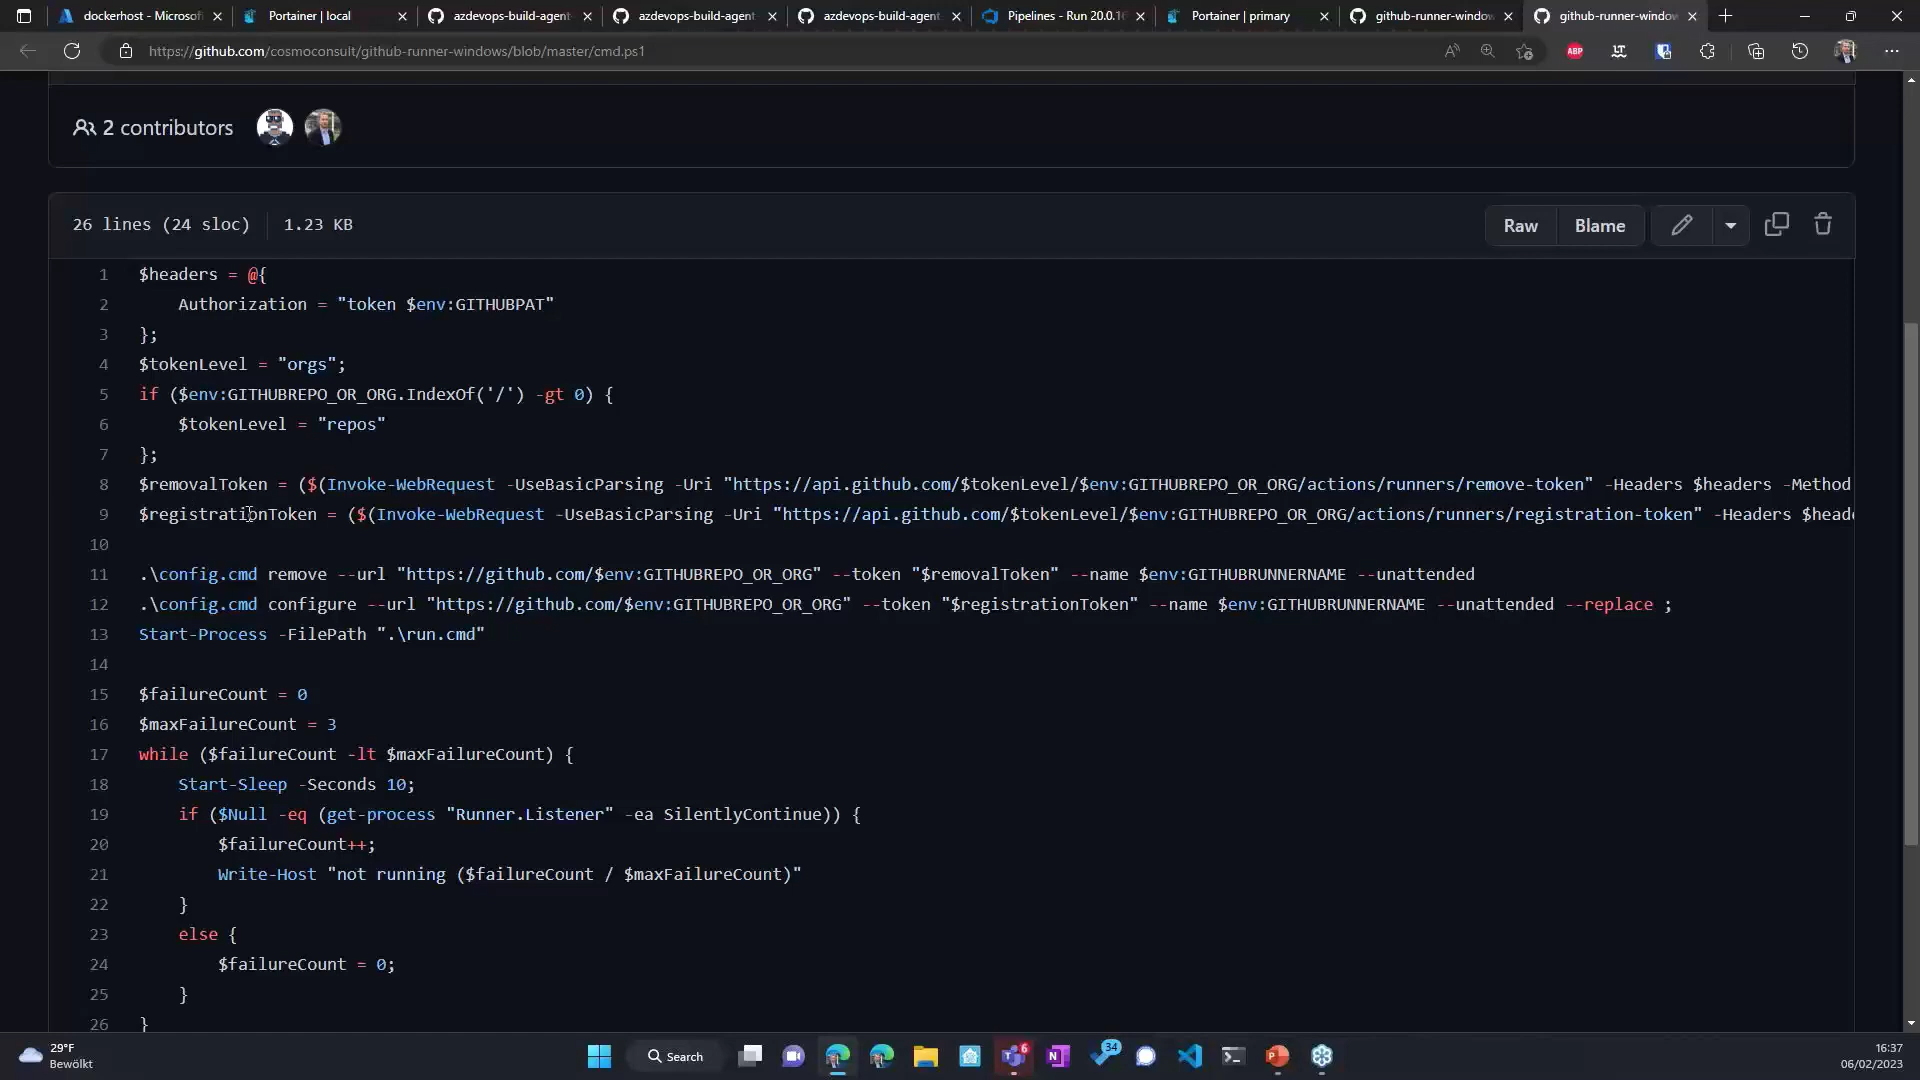 dockerhost - Microsof
Portainer | local
azdevops-build-agent
azdevops-build-agent
azdevops-build-agent
Pipelines - Run 20.0.16
Portainer | primary
github-runner-window
github-runner-window
https://github.com/cosmoconsult/github-runner-windows/blob/master/cmd.ps1
ABP
2 contributors
26 lines (24 sloc)
1.23 KB
Raw
Blame
1 $headers = @{
2 Authorization = "token $env:GITHUBPAT"
3 };
4 $tokenLevel = "orgs";
5 if ($env:GITHUBREPO_OR_ORG.IndexOf('/') -gt 0) {
6 $tokenLevel = "repos"
7 };
8 $removalToken = ($(Invoke-WebRequest -UseBasicParsing -Uri "https://api.github.com/$tokenLevel/$env:GITHUBREPO_OR_ORG/actions/runners/remove-token" -Headers $headers -Method
9 $registrationToken = ($(Invoke-WebRequest -UseBasicParsing -Uri "https://api.github.com/$tokenLevel/$env:GITHUBREPO_OR_ORG/actions/runners/registration-token" -Headers $heade
10
11 .\config.cmd remove --url "https://github.com/$env:GITHUBREPO_OR_ORG" --token "$removalToken" --name $env:GITHUBRUNNERNAME --unattended
12 .\config.cmd configure --url "https://github.com/$env:GITHUBREPO_OR_ORG" --token "$registrationToken" --name $env:GITHUBRUNNERNAME --unattended --replace ;
13 Start-Process -FilePath ".\run.cmd"
14
15 $failureCount = 0
16 $maxFailureCount = 3
17 while ($failureCount -lt $maxFailureCount) {
18 Start-Sleep -Seconds 10;
19 if ($Null -eq (get-process "Runner.Listener" -ea SilentlyContinue)) {
20 $failureCount++;
21 Write-Host "not running ($failureCount / $maxFailureCount)"
22 }
23 else {
24 $failureCount = 0;
25 }
26 }
29°F
Bewölkt
Search
6
34
16:37
06/02/2023